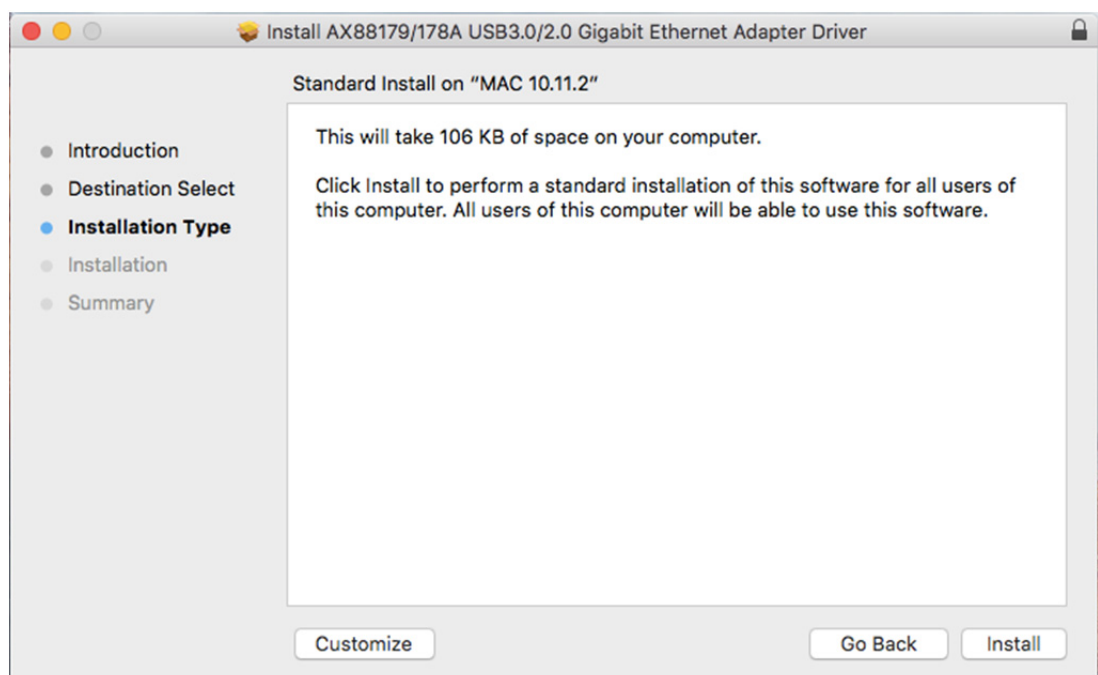 Install AX88179/178A USB3.0/2.0 Gigabit Ethernet Adapter Driver
Standard Install on “MAC 10.11.2”
Introduction
Destination Select
Installation Type
Installation
Summary
This will take 106 KB of space on your computer.
Click Install to perform a standard installation of this software for all users of
this computer. All users of this computer will be able to use this software.
Customize
Go Back
Install